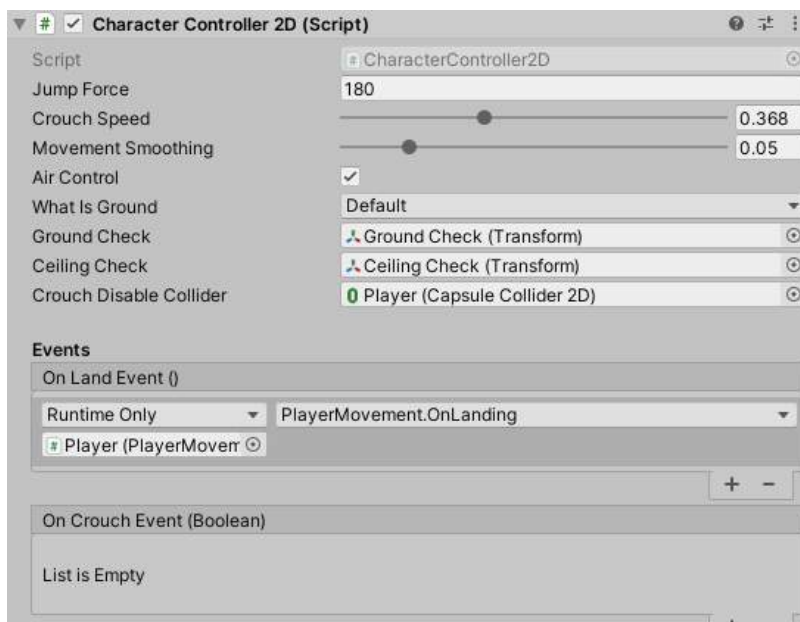 Character Controller 2D (Script)
Script CharacterController2D
Jump Force 180
Crouch Speed 0.368
Movement Smoothing 0.05
Air Control
What Is Ground Default
Ground Check Ground Check (Transform)
Ceiling Check Ceiling Check (Transform)
Crouch Disable Collider Player (Capsule Collider 2D)
Events
On Land Event ()
Runtime Only PlayerMovement.OnLanding
Player (PlayerMovem
On Crouch Event (Boolean)
List is Empty